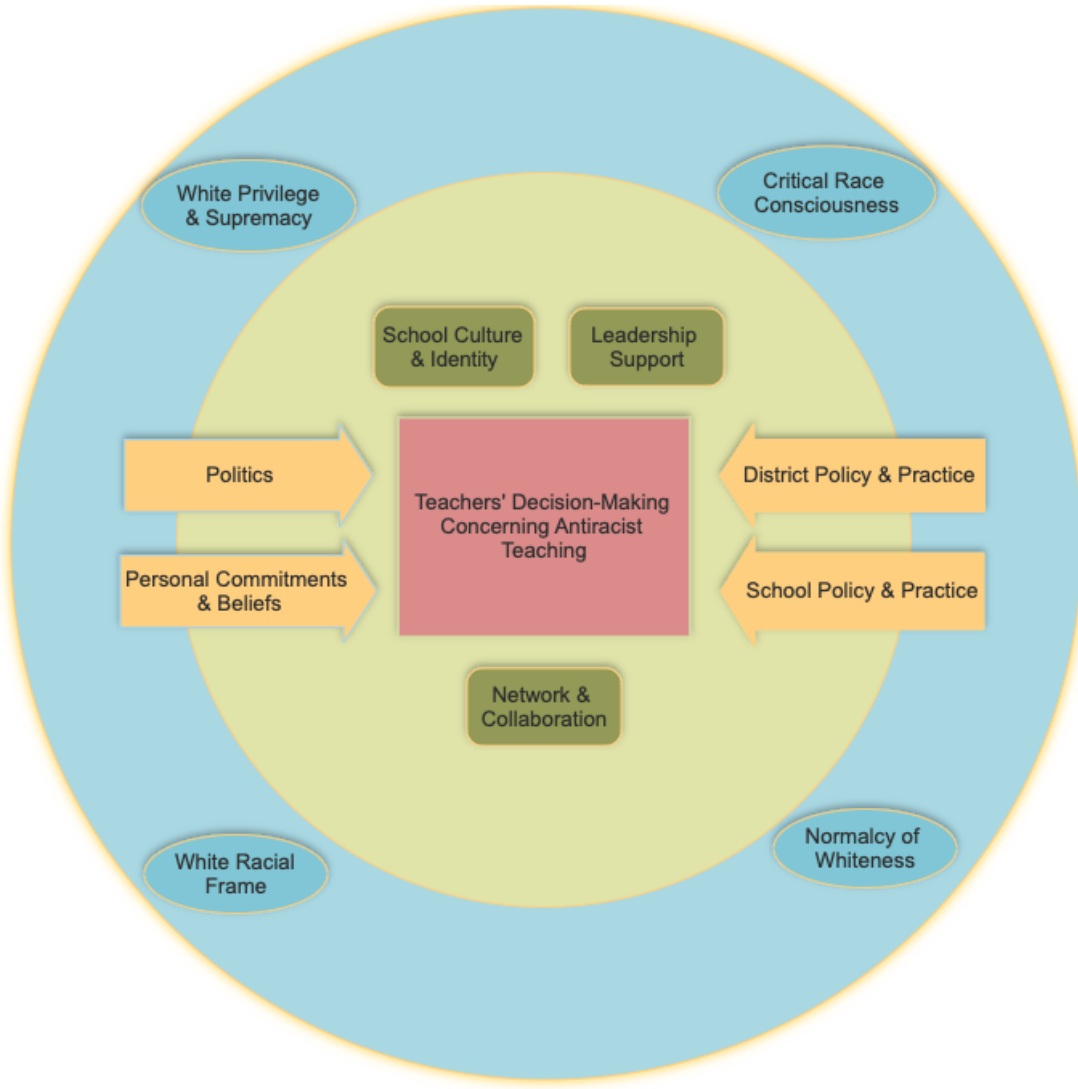 White Privilege
& Supremacy
Critical Race
Consciousness
School Culture
& Identity
Leadership
Support
Politics
District Policy & Practice
Teachers' Decision-Making
Concerning Antiracist
Teaching
Personal Commitments
& Beliefs
School Policy & Practice
Network &
Collaboration
White Racial
Frame
Normalcy of
Whiteness